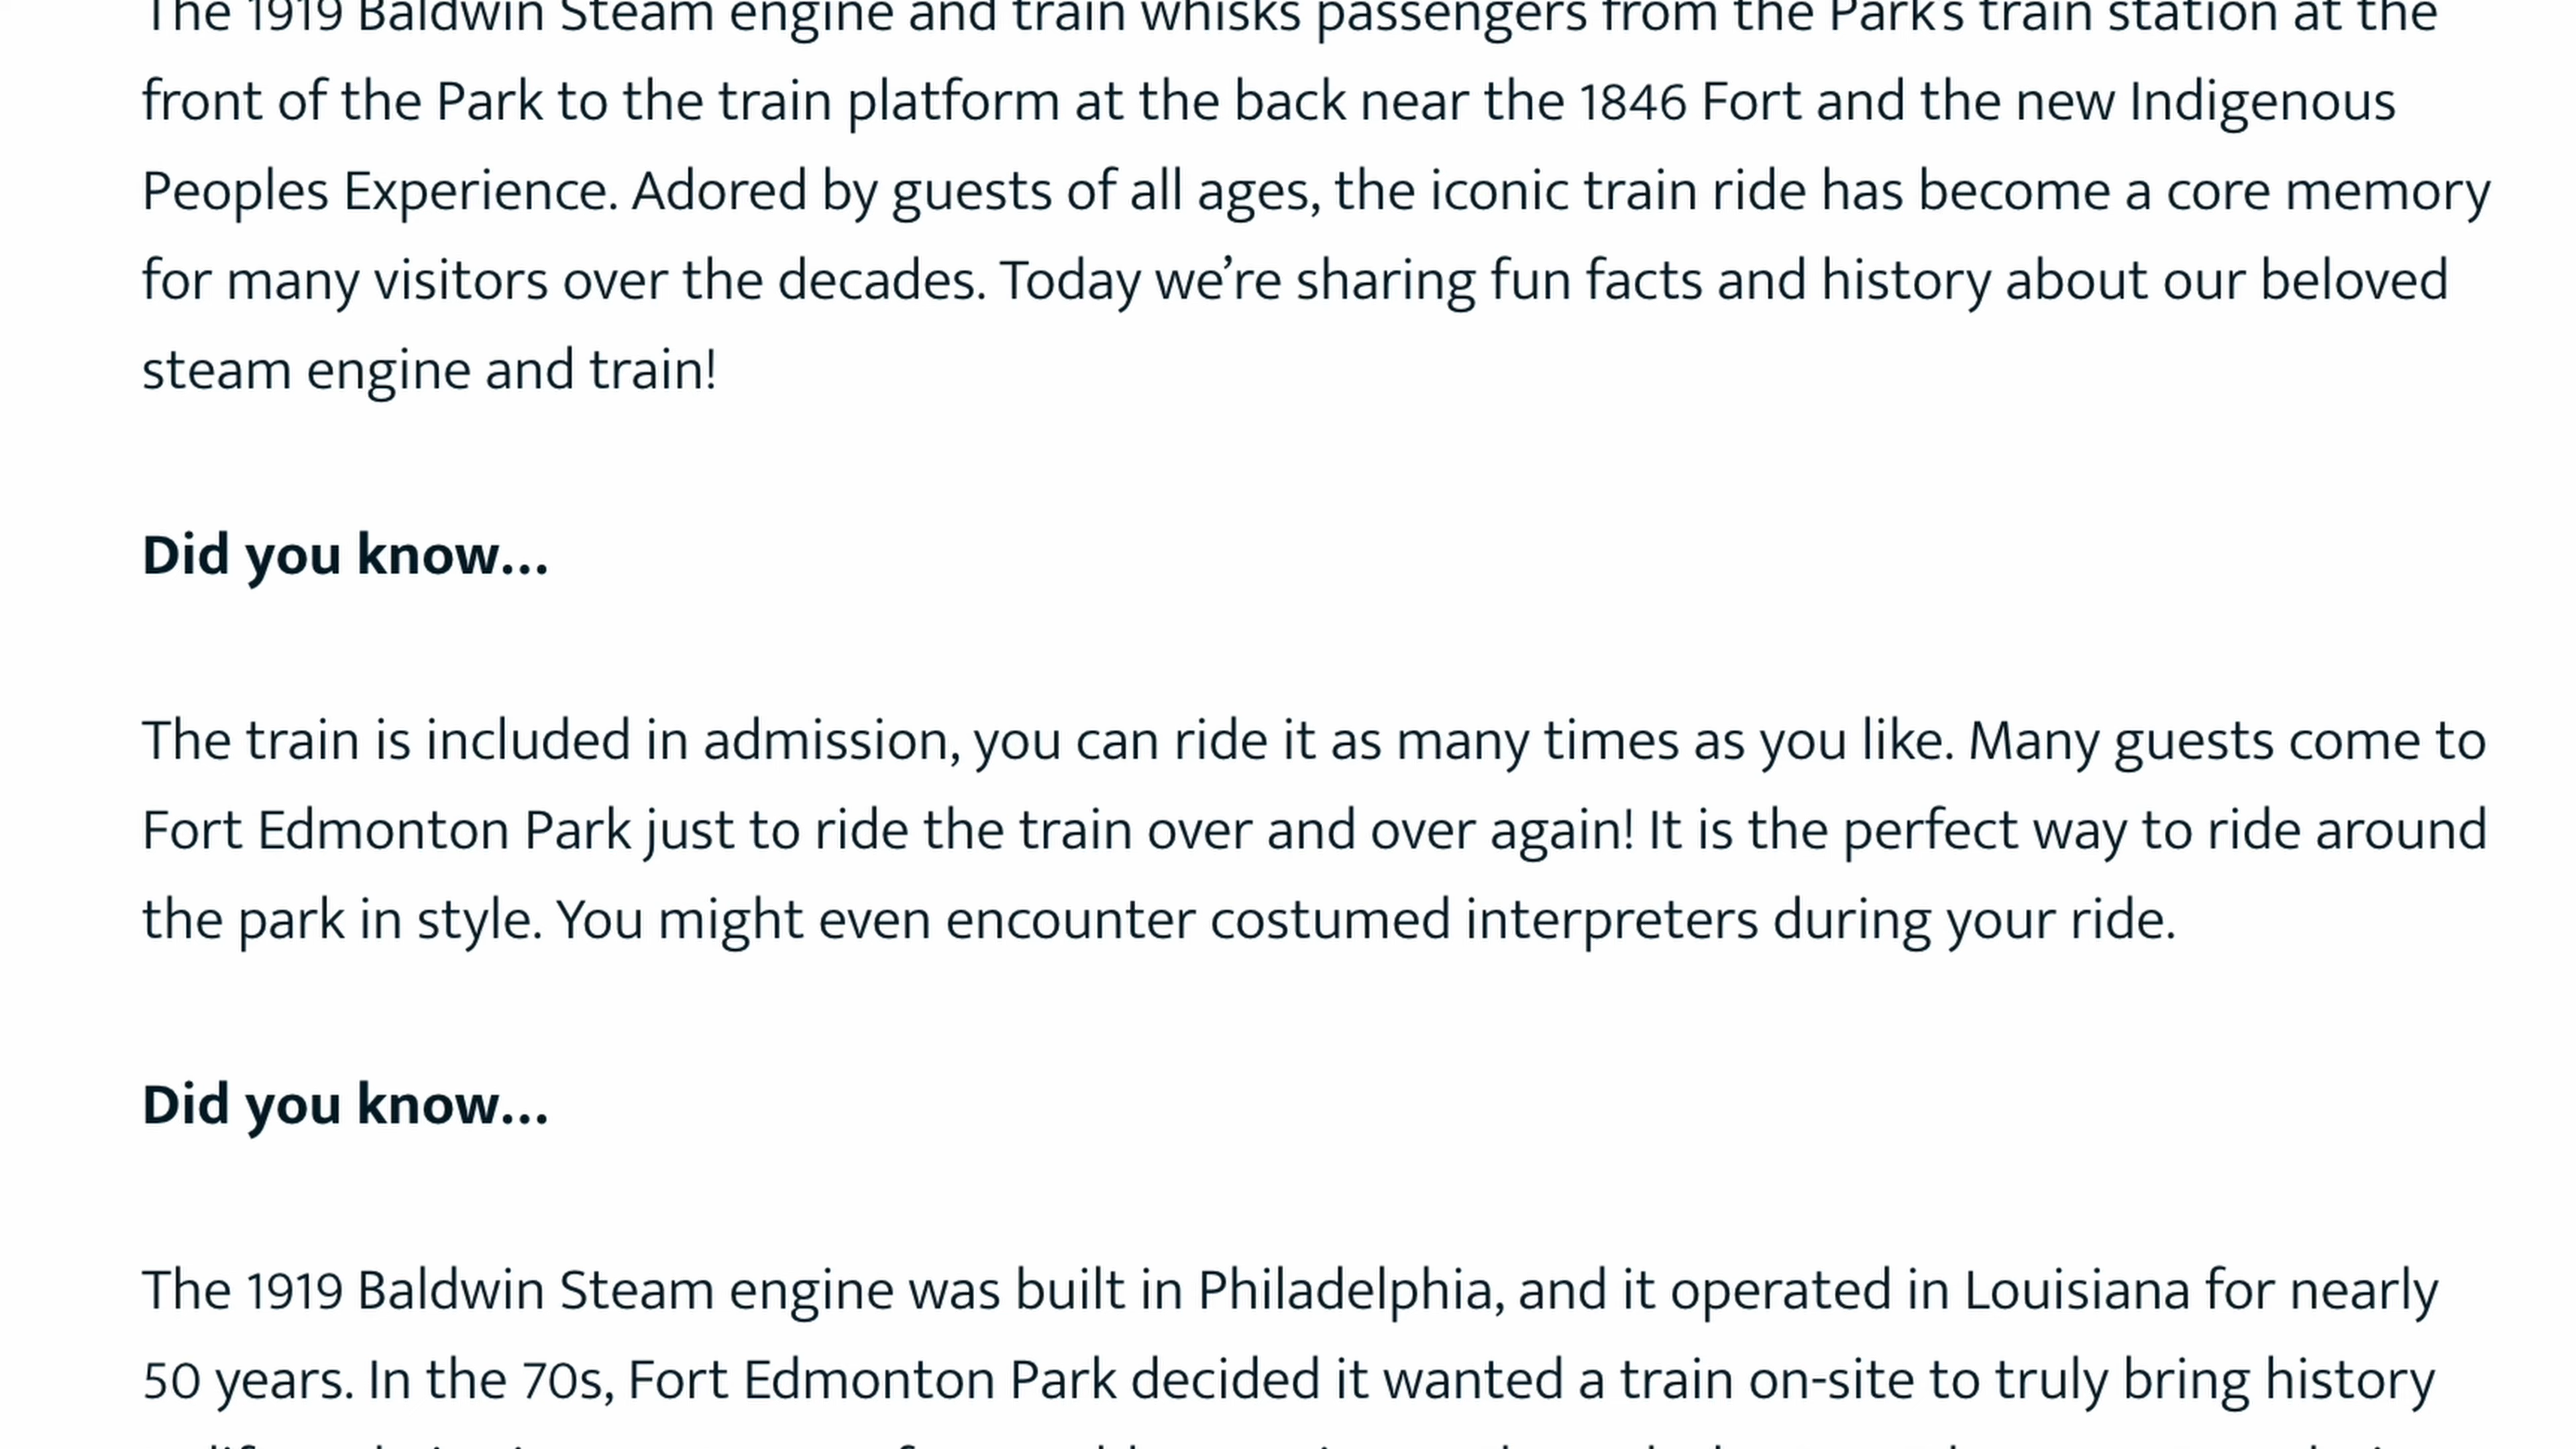 The 1919 Baldwin Steam engine and train whisks passengers from the Park's train station at the
front of the Park to the train platform at the back near the 1846 Fort and the new Indigenous
Peoples Experience. Adored by guests of all ages, the iconic train ride has become a core memory
for many visitors over the decades. Today we’re sharing fun facts and history about our beloved
steam engine and train!
Did you know…
The train is included in admission, you can ride it as many times as you like. Many guests come to
Fort Edmonton Park just to ride the train over and over again! It is the perfect way to ride around
the park in style. You might even encounter costumed interpreters during your ride.
Did you know…
The 1919 Baldwin Steam engine was built in Philadelphia, and it operated in Louisiana for nearly
50 years. In the 70s, Fort Edmonton Park decided it wanted a train on-site to truly bring history